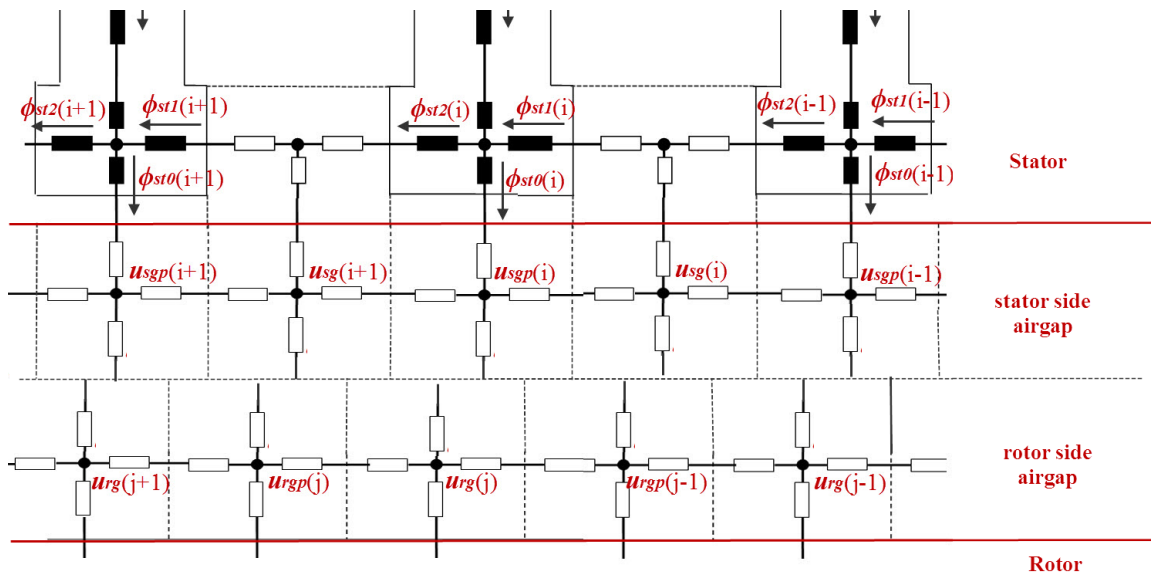 ϕst2(i+1)
ϕst1(i+1)
ϕst2(i)
ϕst1(i)
ϕst2(i-1)
ϕst1(i-1)
ϕst0(i+1)
ϕst0(i)
ϕst0(i-1)
Stator
usgp(i+1)
usg(i+1)
usgp(i)
usg(i)
usgp(i-1)
stator side
airgap
urg(j+1)
urgp(j)
urg(j)
urgp(j-1)
urg(j-1)
rotor side
airgap
Rotor